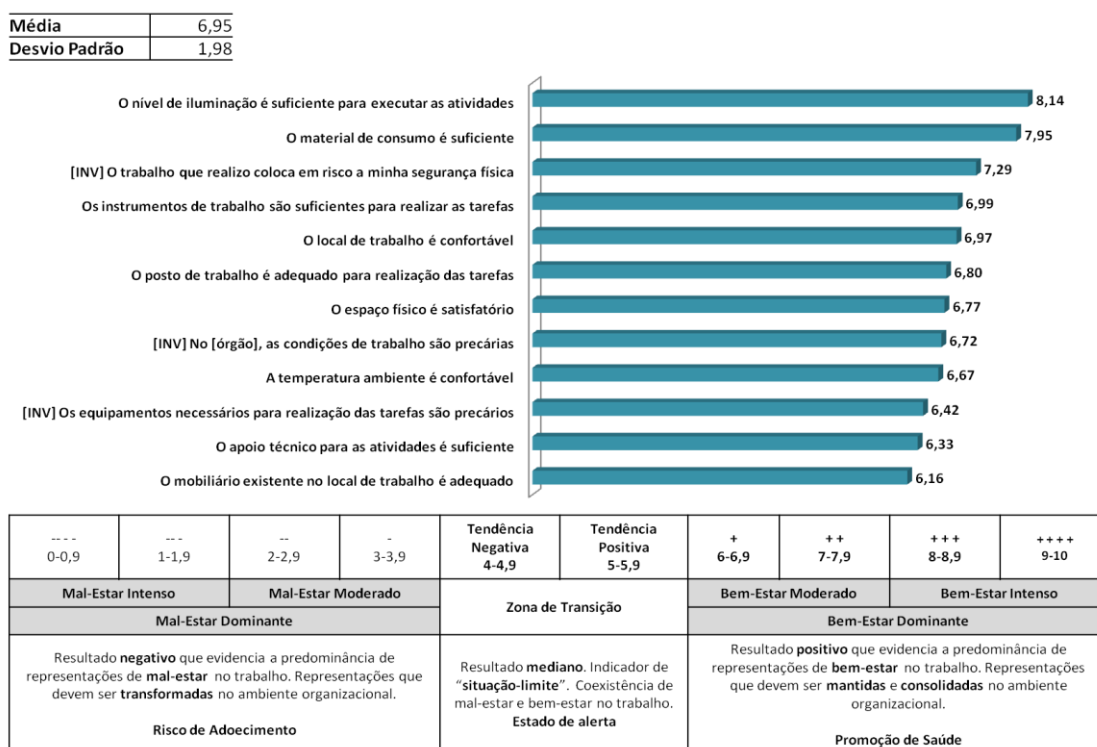 Média 6,95
Desvio Padrão 1,98
O nível de iluminação é suficiente para executar as atividades 8,14
O material de consumo é suficiente 7,95
[INV] O trabalho que realizo coloca em risco a minha segurança física 7,29
Os instrumentos de trabalho são suficientes para realizar as tarefas 6,99
O local de trabalho é confortável 6,97
O posto de trabalho é adequado para realização das tarefas 6,80
O espaço físico é satisfatório 6,77
[INV] No [órgão], as condições de trabalho são precárias 6,72
A temperatura ambiente é confortável 6,67
[INV] Os equipamentos necessários para realização das tarefas são precários 6,42
O apoio técnico para as atividades é suficiente 6,33
O mobiliário existente no local de trabalho é adequado 6,16
----
0-0,9
---
1-1,9
--
2-2,9
-
3-3,9
Tendência
Negativa
4-4,9
Tendência
Positiva
5-5,9
+
6-6,9
++
7-7,9
+++
8-8,9
++++
9-10
Mal-Estar Intenso
Mal-Estar Moderado
Zona de Transição
Bem-Estar Moderado
Bem-Estar Intenso
Mal-Estar Dominante
Bem-Estar Dominante
Resultado negativo que evidencia a predominância de
representações de mal-estar no trabalho. Representações que
devem ser transformadas no ambiente organizacional.
Risco de Adoecimento
Resultado mediano. Indicador de
“situação-limite”. Coexistência de
mal-estar e bem-estar no trabalho.
Estado de alerta
Resultado positivo que evidencia a predominância de
representações de bem-estar no trabalho. Representações
que devem ser mantidas e consolidadas no ambiente
organizacional.
Promoção de Saúde